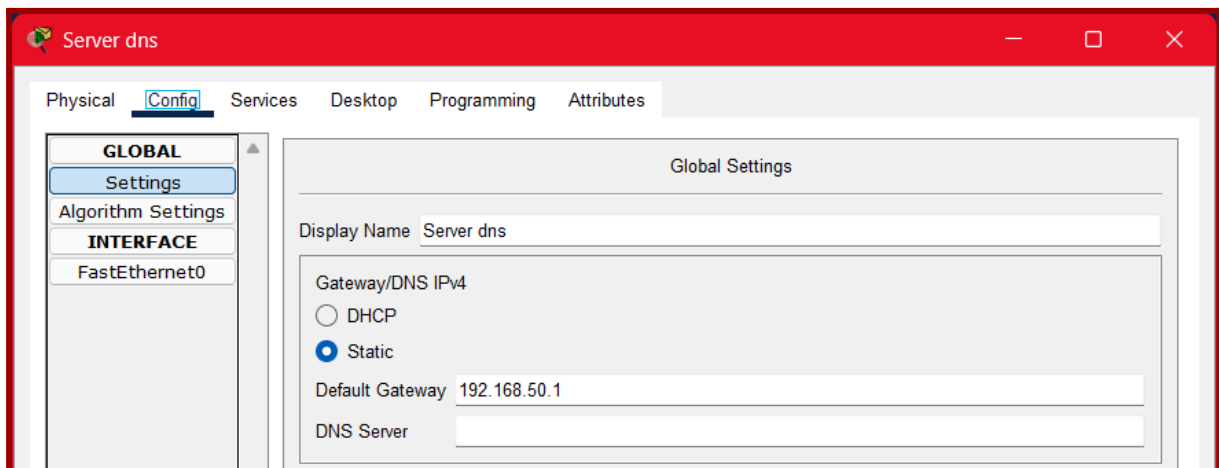 Server dns
Physical Config Services Desktop Programming Attributes
GLOBAL
Settings
Algorithm Settings
INTERFACE
FastEthernet0
Global Settings
Display Name Server dns
Gateway/DNS IPv4
DHCP
Static
Default Gateway 192.168.50.1
DNS Server